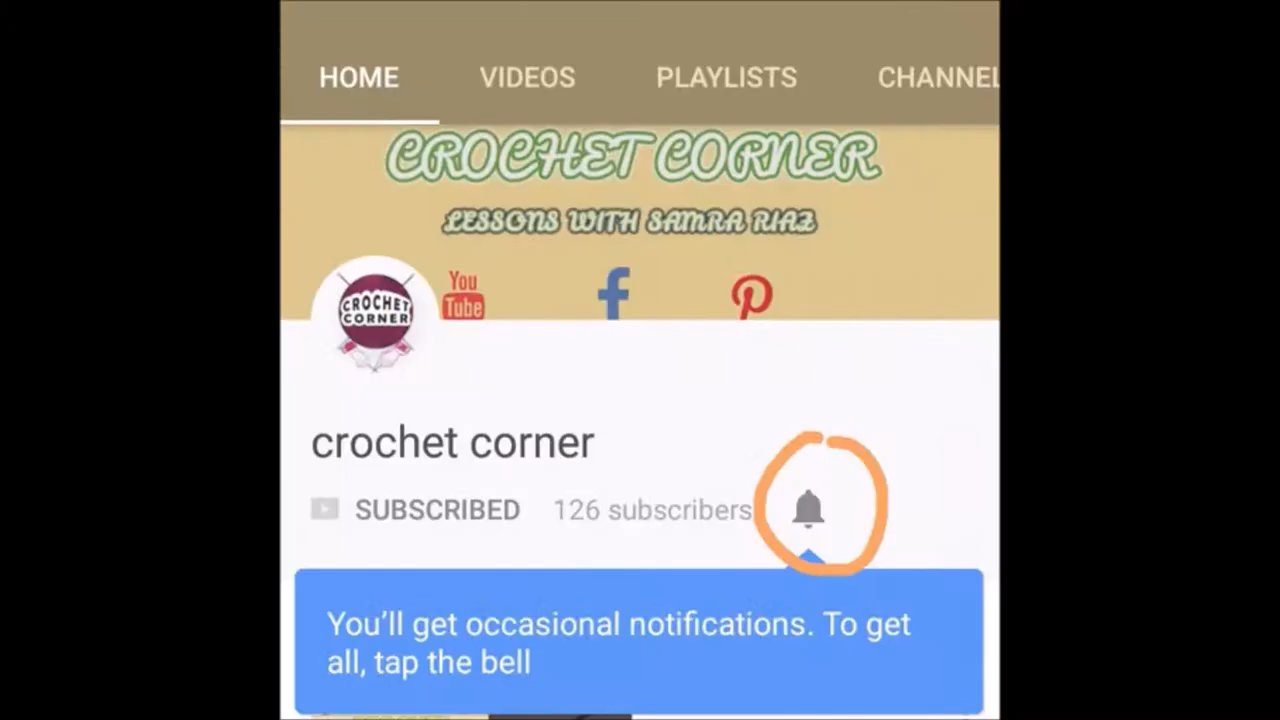 HOME VIDEOS PLAYLISTS CHANNEL
CROCHET CORNER
LESSONS WITH SAMRA RIAZ
You
Tube
CROCHET
CORNER
crochet corner
SUBSCRIBED 126 subscribers
You’ll get occasional notifications. To get
all, tap the bell